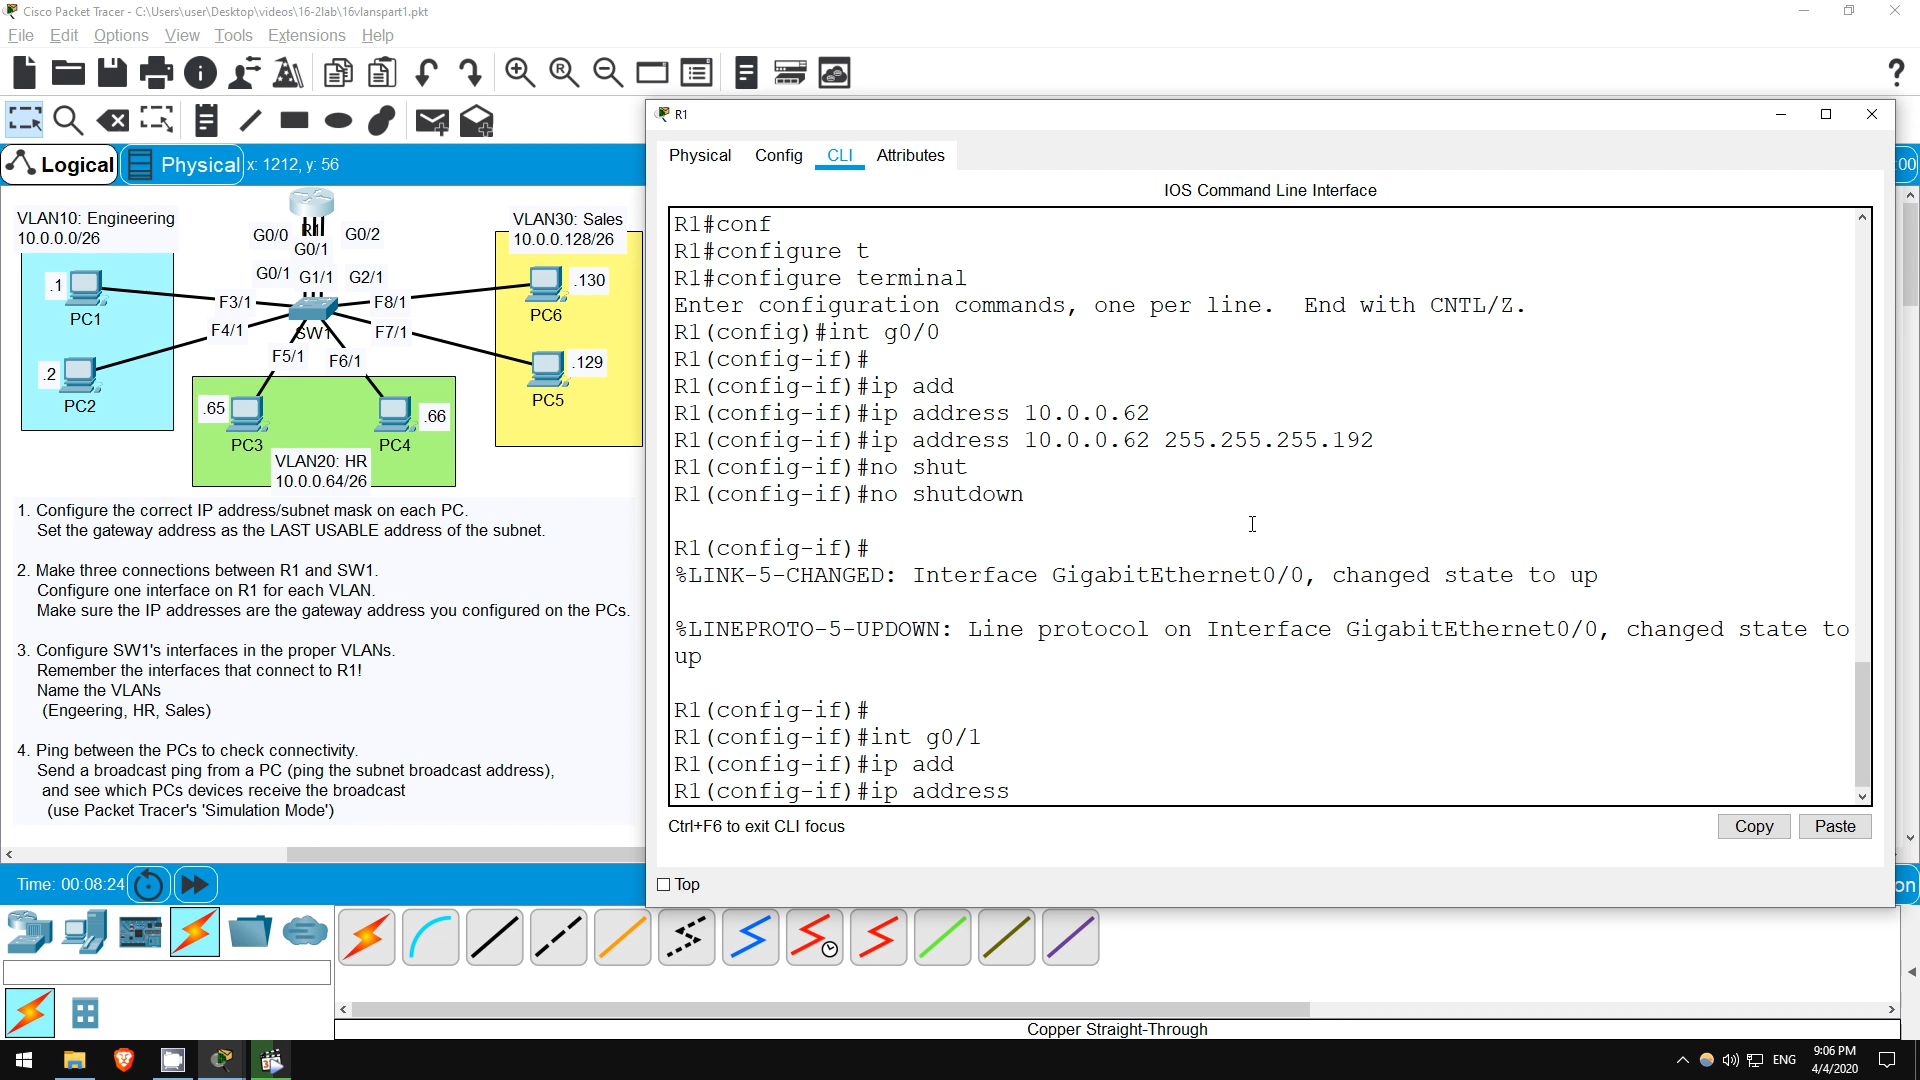 Cisco Packet Tracer - C:\Users\user\Desktop\videos\16-2lab\16vlanspart1.pkt
File Edit Options View Tools Extensions Help
Logical Physical x: 1212, y: 56
VLAN10: Engineering
10.0.0.0/26
R1
G0/0
G0/1
G0/2
G0/1
G1/1
G2/1
VLAN30: Sales
10.0.0.128/26
.1
PC1
F3/1
F8/1
.130
PC6
F4/1
SW1
F7/1
.2
PC2
F5/1
F6/1
.129
PC5
.65
PC3
.66
PC4
VLAN20: HR
10.0.0.64/26
1. Configure the correct IP address/subnet mask on each PC.
Set the gateway address as the LAST USABLE address of the subnet.
2. Make three connections between R1 and SW1.
Configure one interface on R1 for each VLAN.
Make sure the IP addresses are the gateway address you configured on the PCs.
3. Configure SW1's interfaces in the proper VLANs.
Remember the interfaces that connect to R1!
Name the VLANs
(Engeering, HR, Sales)
4. Ping between the PCs to check connectivity.
Send a broadcast ping from a PC (ping the subnet broadcast address),
and see which PCs devices receive the broadcast
(use Packet Tracer's 'Simulation Mode')
R1
Physical Config CLI Attributes
IOS Command Line Interface
R1#conf
R1#configure t
R1#configure terminal
Enter configuration commands, one per line. End with CNTL/Z.
R1(config)#int g0/0
R1(config-if)#
R1(config-if)#ip add
R1(config-if)#ip address 10.0.0.62
R1(config-if)#ip address 10.0.0.62 255.255.255.192
R1(config-if)#no shut
R1(config-if)#no shutdown
R1(config-if)#
%LINK-5-CHANGED: Interface GigabitEthernet0/0, changed state to up
%LINEPROTO-5-UPDOWN: Line protocol on Interface GigabitEthernet0/0, changed state to
up
R1(config-if)#
R1(config-if)#int g0/1
R1(config-if)#ip add
R1(config-if)#ip address
Ctrl+F6 to exit CLI focus
Copy Paste
Top
:00
on
Time: 00:08:24
Copper Straight-Through
ENG
9:06 PM
4/4/2020